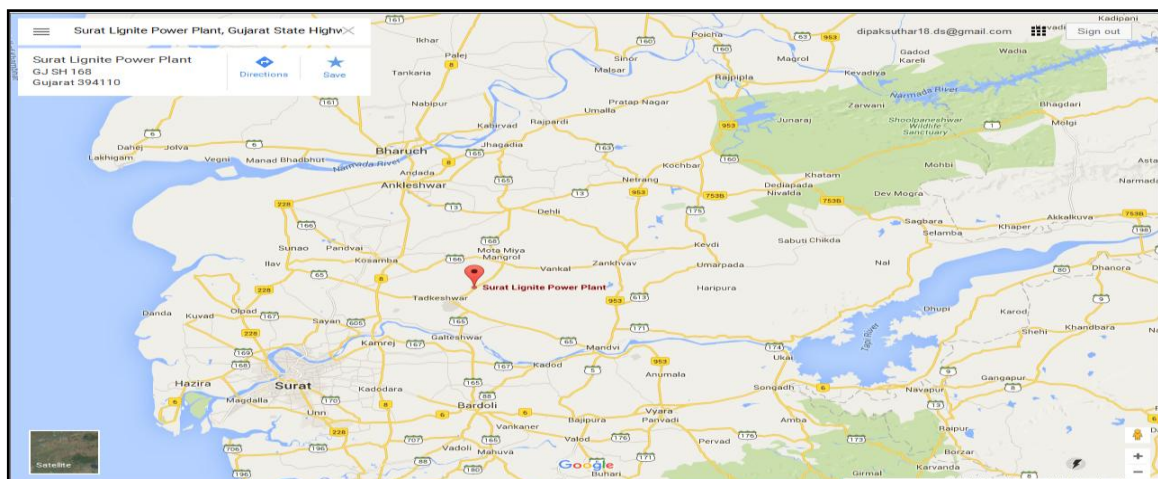 Surat Lignite Power Plant, Gujarat State Highw
Surat Lignite Power Plant
GJ SH 168
Gujarat 394110
Directions
Save
dipaksuthar18.ds@gmail.com
Sign out
Kadipani
Ikhar
Palej
Sinor
Poicha
Magrol
Gadod
Kareli
Wadia
Tankaria
Malsar
Rajpipla
Kevadiya
Narmada River
Nabipur
Umalla
Pratap Nagar
Zarwani
Bhagdari
Kabirvad
Rajpardi
Junaraj
Shoolpaneshwar
Wildlife
Sanctuary
Molgi
Dahej
Jolva
Lakhigam
Vegni
Manad
Bhadbhut
Bharuch
Jhagadia
Narmada River
Andada
Ankleshwar
Kochbar
Mohbi
Netrang
Khatam
Dediapada
Nivalda
Dev Mogra
Dehli
Sagbara
Selamba
Akkalkuva
Khaper
Sunao
Pandvai
Mota Miya
Mangrol
Kevdi
Sabuti
Chikda
Ilav
Kosamba
Vankal
Zankhvav
Umarpada
Nal
Dhanora
Surat Lignite Power Plant
Haripura
Tadkeshwar
Danda
Kuvad
Olpad
Sayan
Dhupi
Karod
Shehi
Khandbara
Kamrej
Galteshwar
Mandvi
Ukai
Tapi River
Hazira
Surat
Kadodara
Kadod
Anumala
Songadh
Navapur
Gangapur
Magdalla
Unn
Bardoli
Vankaner
Bajipura
Vyara
Panvadi
Amba
Raipur
Borzar
Vadoli
Mahuva
Valod
Pervad
Buhari
Girmal
Karvanda
Satellite
Google